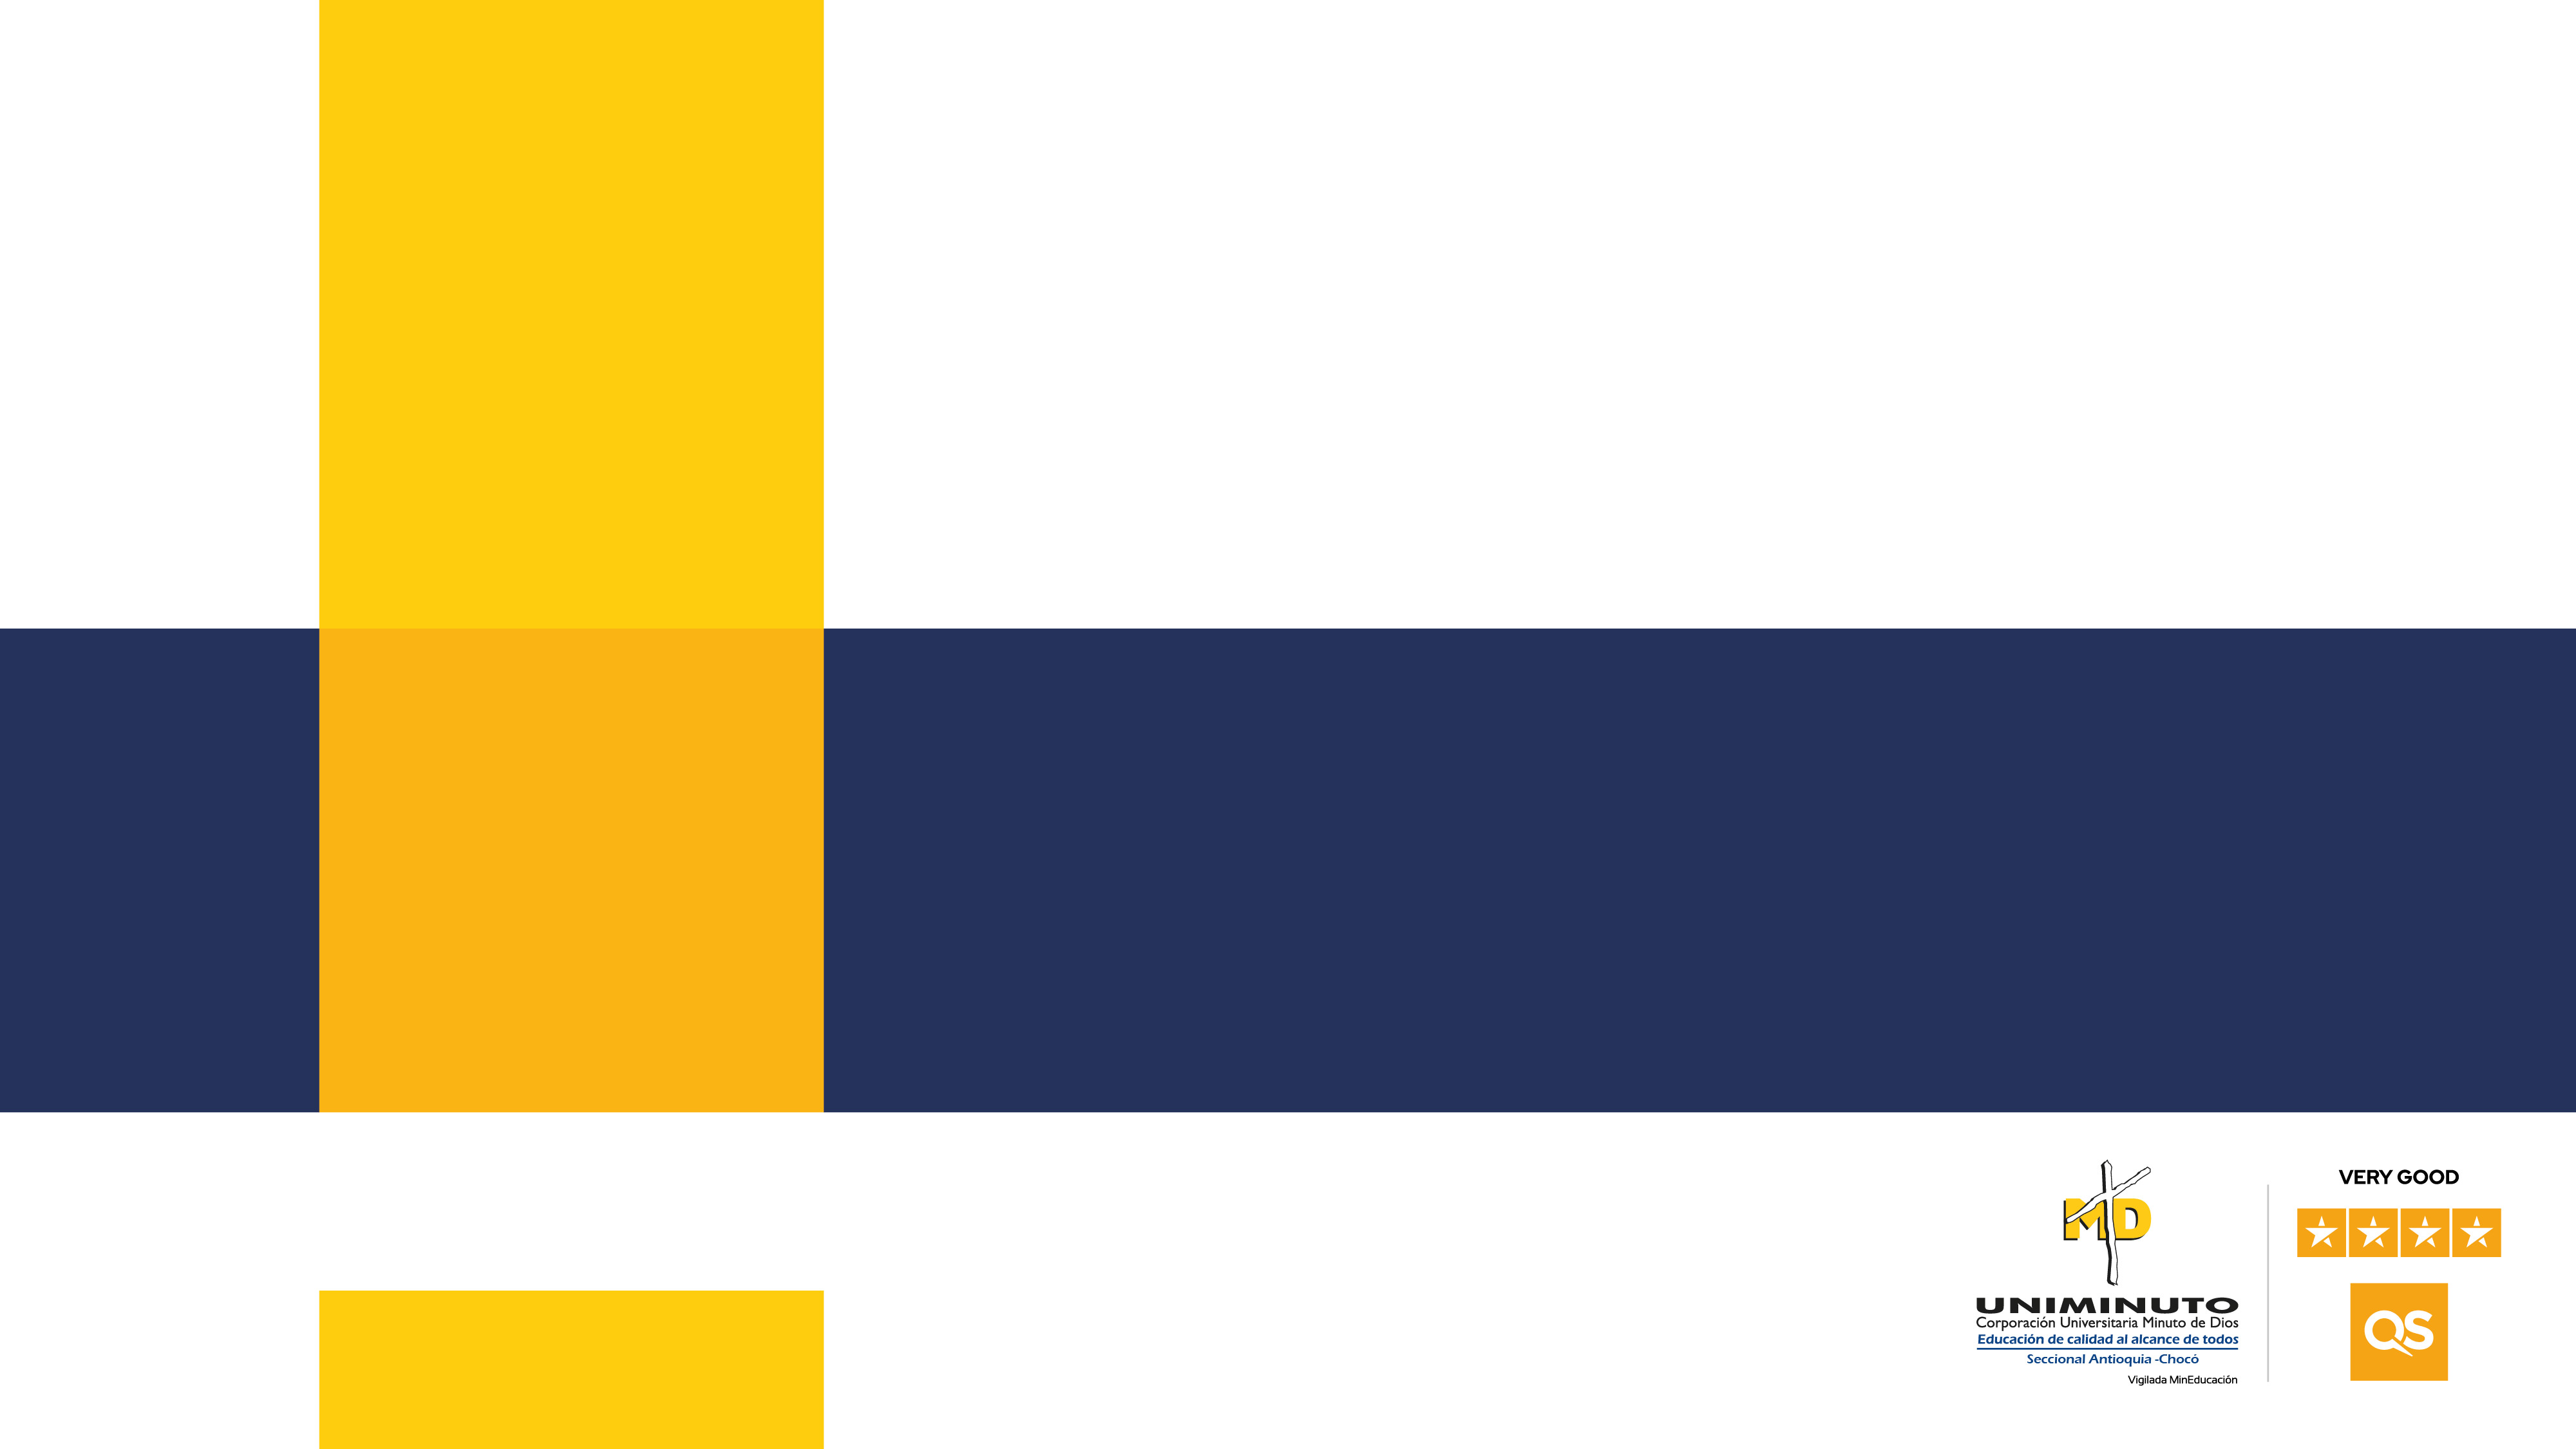 MD
UNIMINUTO
Corporación Universitaria Minuto de Dios
Educación de calidad al alcance de todos
Seccional Antioquia -Chocó
Vigilada MinEducación
VERY GOOD
QS